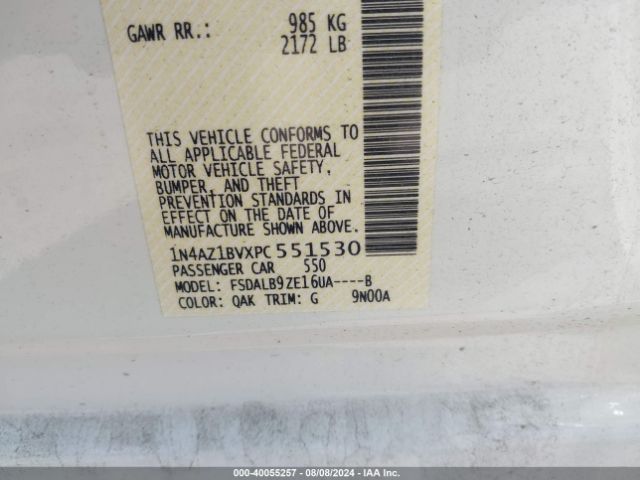 GAWR RR.: 985 KG
2172 LB
THIS VEHICLE CONFORMS TO
ALL APPLICABLE FEDERAL
MOTOR VEHICLE SAFETY,
BUMPER, AND THEFT
PREVENTION STANDARDS IN
EFFECT ON THE DATE OF
MANUFACTURE SHOWN ABOVE.
1N4AZ1BVXPC551530
PASSENGER CAR 550
MODEL: FSDALB9ZE16UA----B
COLOR: QAK TRIM: G 9N00A
000-40055257 - 08/08/2024 - IAA Inc.